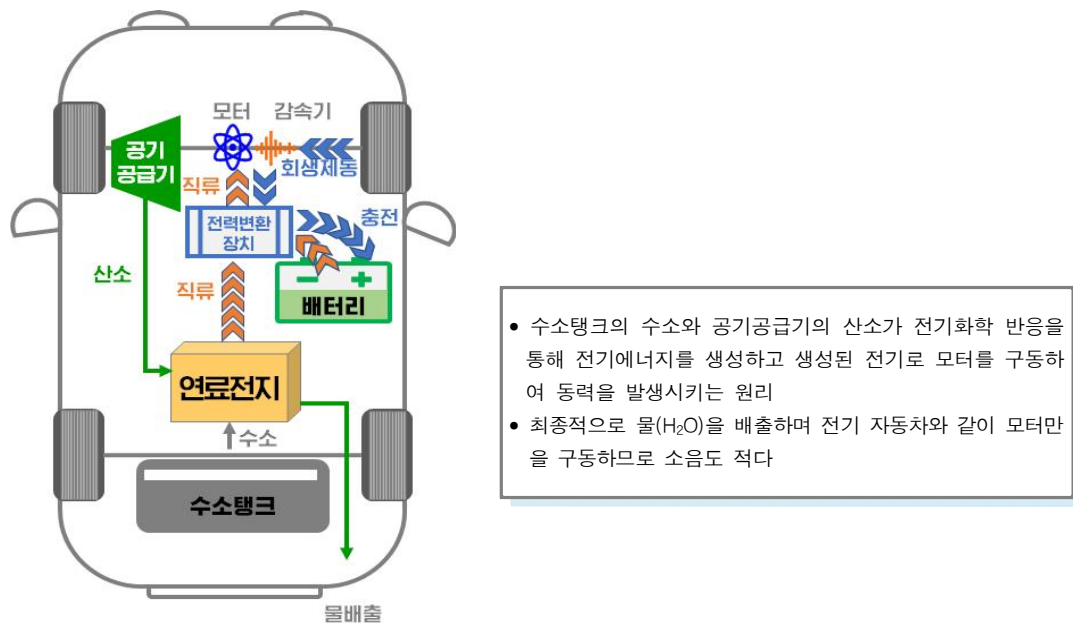 모터 감속기
공기
공급기
회생제동
직류
전력변환
장치
충전
산소
직류
배터리
연료전지
수소
수소탱크
물배출
• 수소탱크의 수소와 공기공급기의 산소가 전기화학 반응을
통해 전기에너지를 생성하고 생성된 전기로 모터를 구동하
여 동력을 발생시키는 원리
• 최종적으로 물(H₂O)을 배출하며 전기 자동차와 같이 모터만
을 구동하므로 소음도 적다